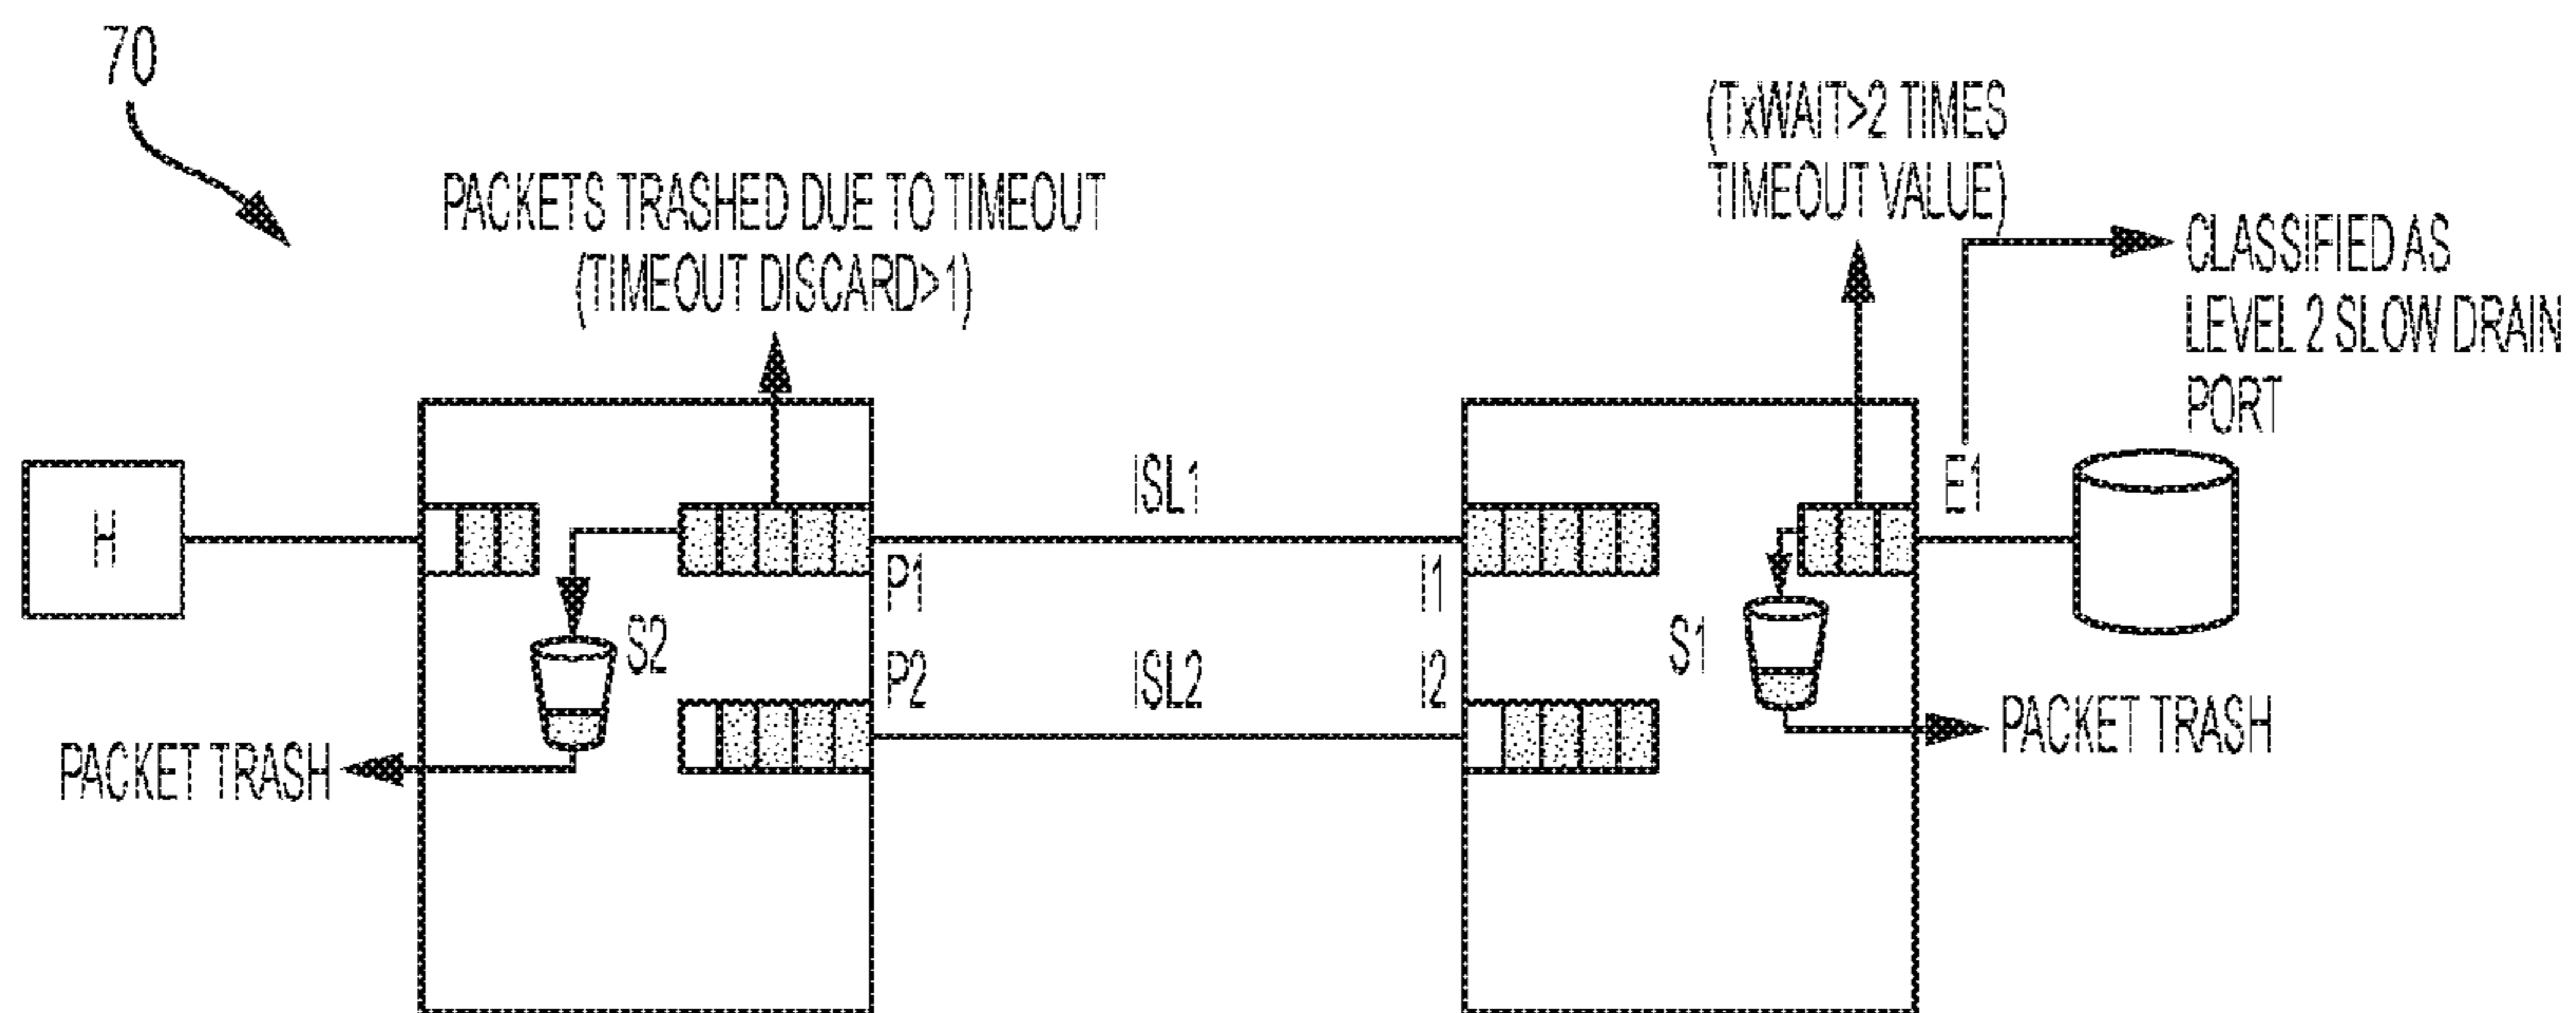 70
(TxWAIT>2 TIMES
TIMEOUT VALUE)
PACKETS TRASHED DUE TO TIMEOUT
(TIMEOUT DISCARD>1)
CLASSIFIED AS
LEVEL 2 SLOW DRAIN
PORT
H
ISL1
E1
P1
I1
S2
S1
P2
ISL2
I2
PACKET TRASH
PACKET TRASH